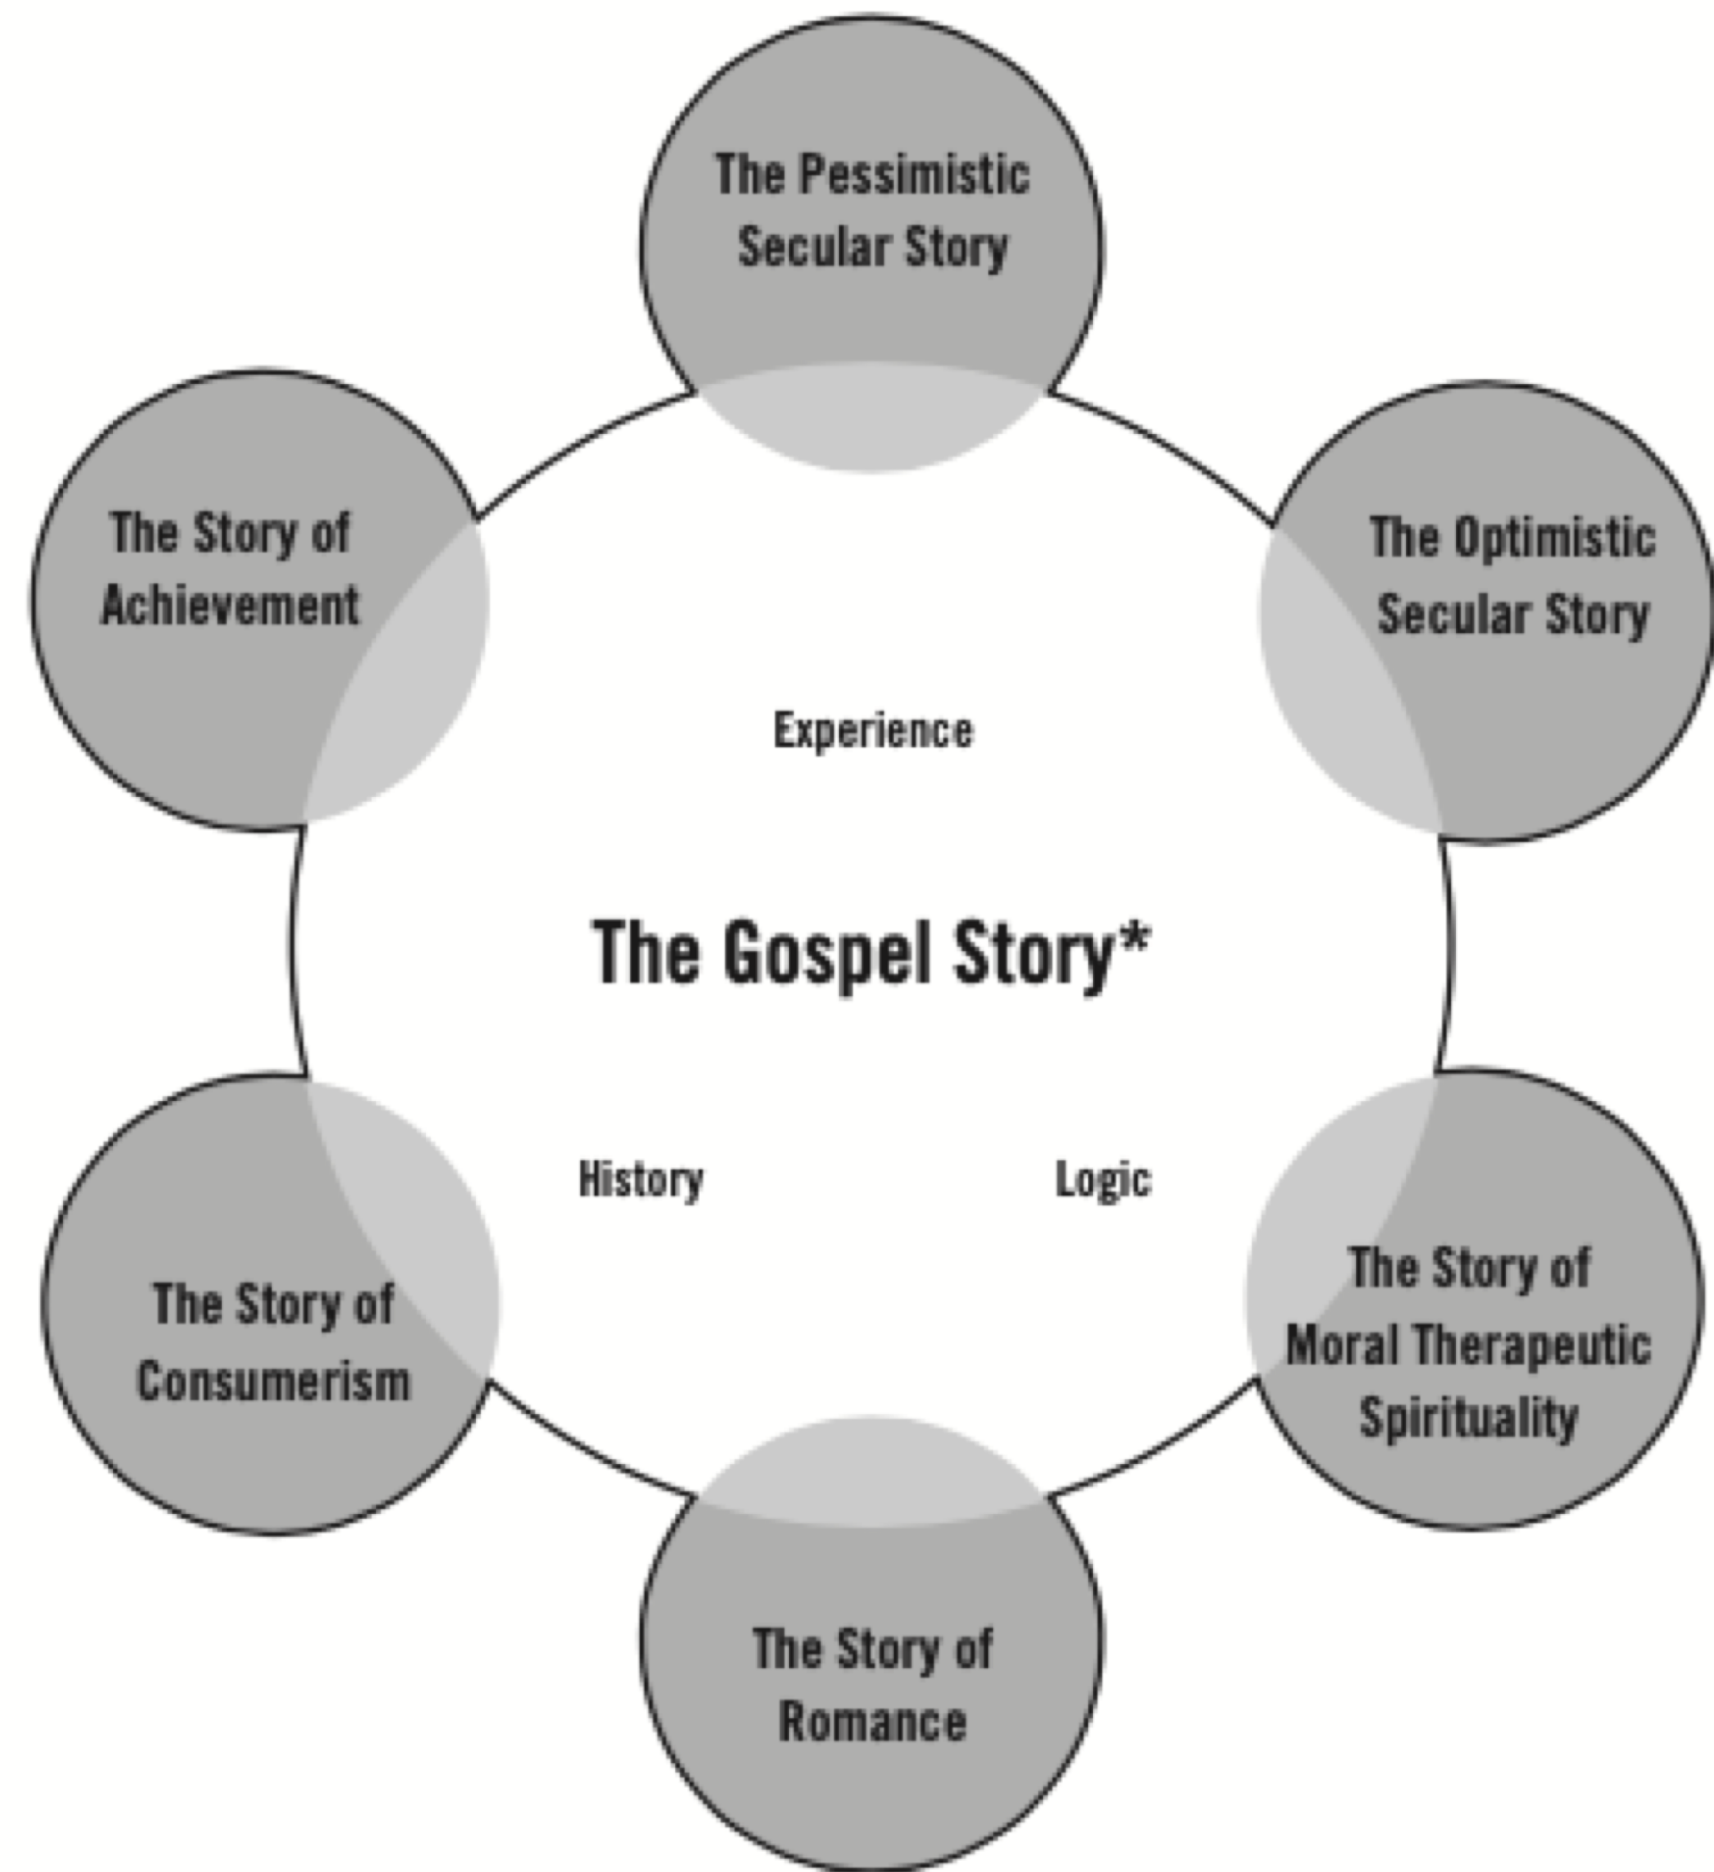 The Pessimistic
Secular Story
The Story of
Achievement
The Optimistic
Secular Story
Experience
The Gospel Story*
History
Logic
The Story of
Consumerism
The Story of
Moral Therapeutic
Spirituality
The Story of
Romance